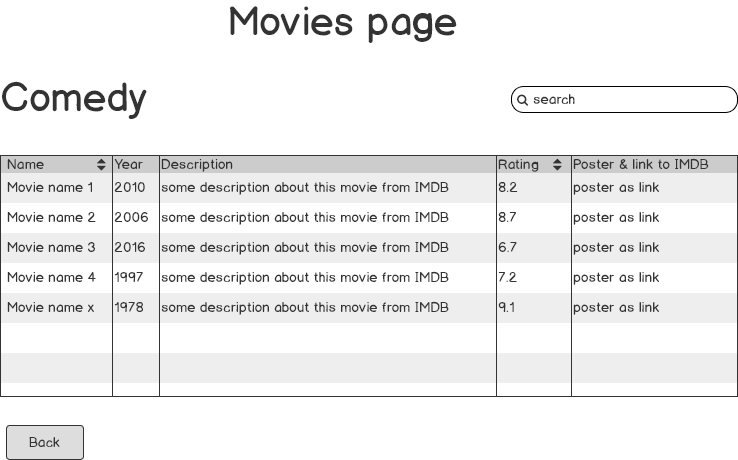 Movies page
Comedy
search
Name Year Description Rating Poster & link to IMDB
Movie name 1 2010 some description about this movie from IMDB 8.2 poster as link
Movie name 2 2006 some description about this movie from IMDB 8.7 poster as link
Movie name 3 2016 some description about this movie from IMDB 6.7 poster as link
Movie name 4 1997 some description about this movie from IMDB 7.2 poster as link
Movie name x 1978 some description about this movie from IMDB 9.1 poster as link
Back